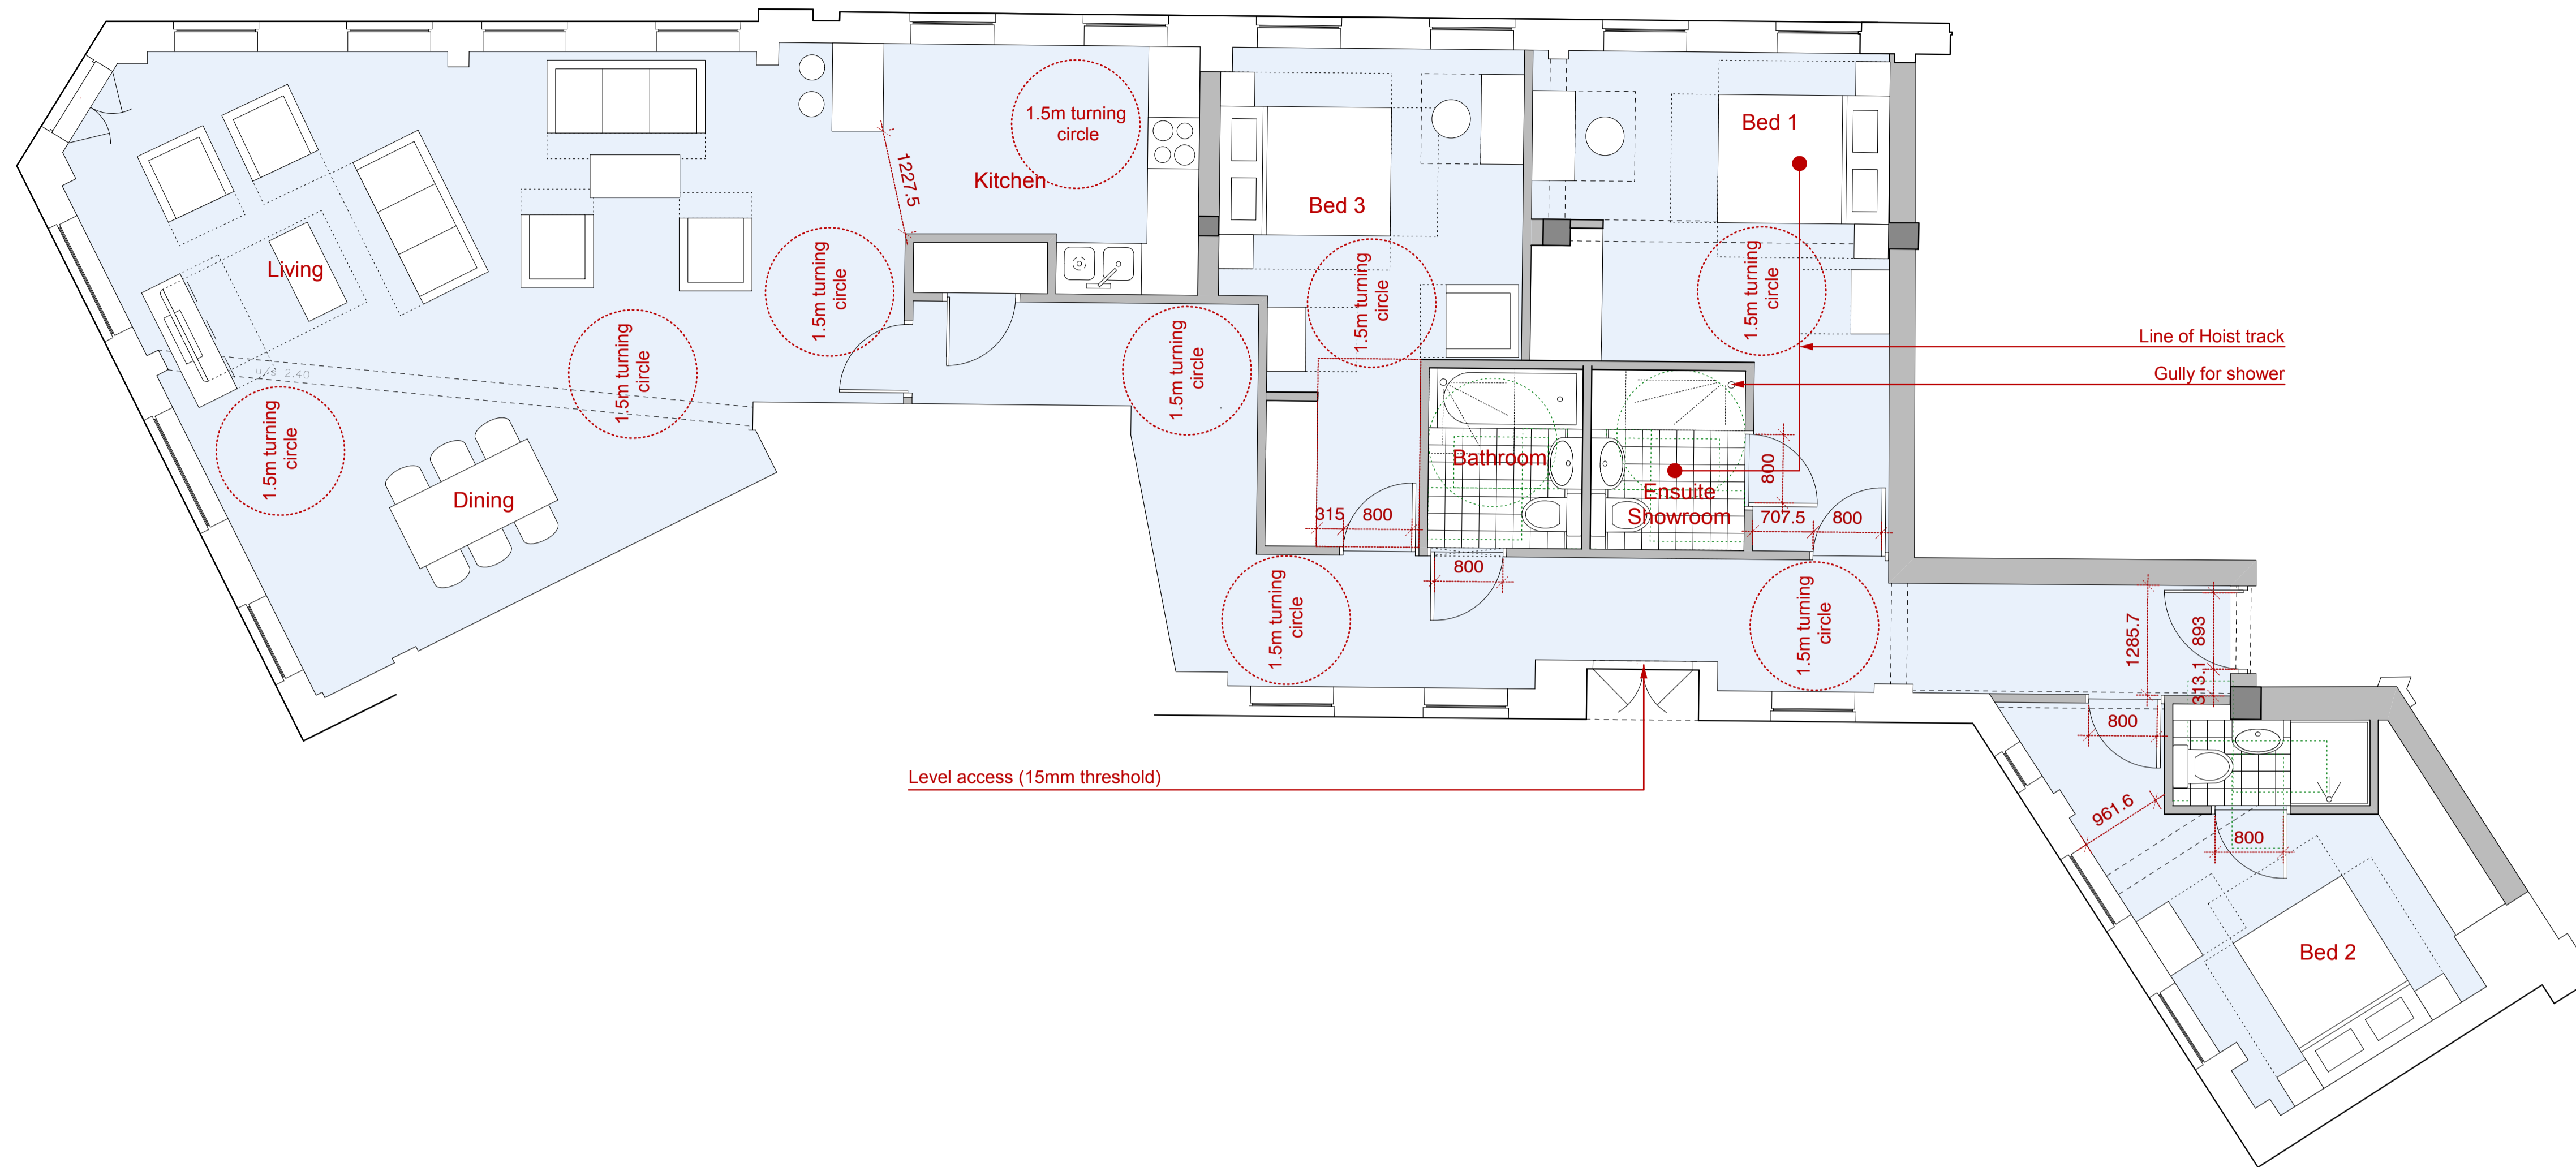 1.5m turning
circle
Kitchen
1227.5
Bed 3
Bed 1
Living
1.5m turning
circle
1.5m turning
circle
1.5m turning
circle
1.5m turning
circle
1.5m turning
circle
1.5m turning
circle
u/s 2.40
Dining
Line of Hoist track
Gully for shower
Bathroom
Ensuite
Showroom
800
315
800
707.5
800
800
1.5m turning
circle
1.5m turning
circle
1285.7
893
313.1
Level access (15mm threshold)
800
961.6
800
Bed 2